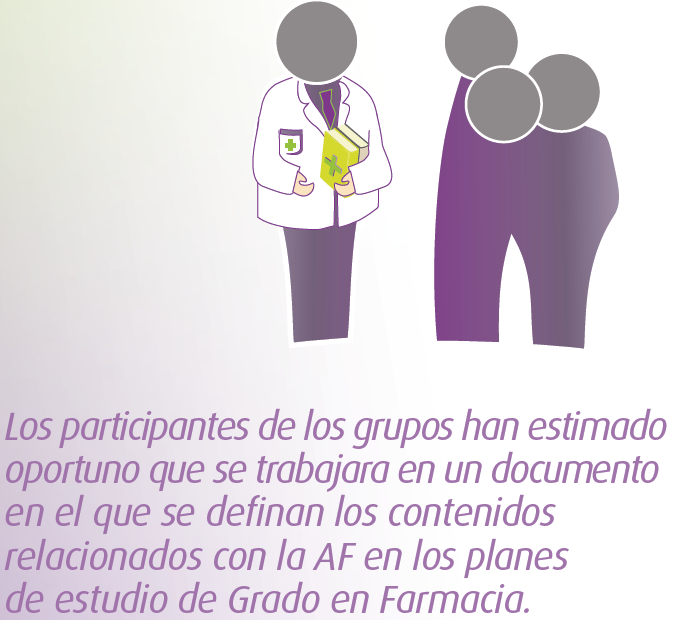 Los participantes de los grupos han estimado
oportuno que se trabajara en un documento
en el que se definan los contenidos
relacionados con la AF en los planes
de estudio de Grado en Farmacia.